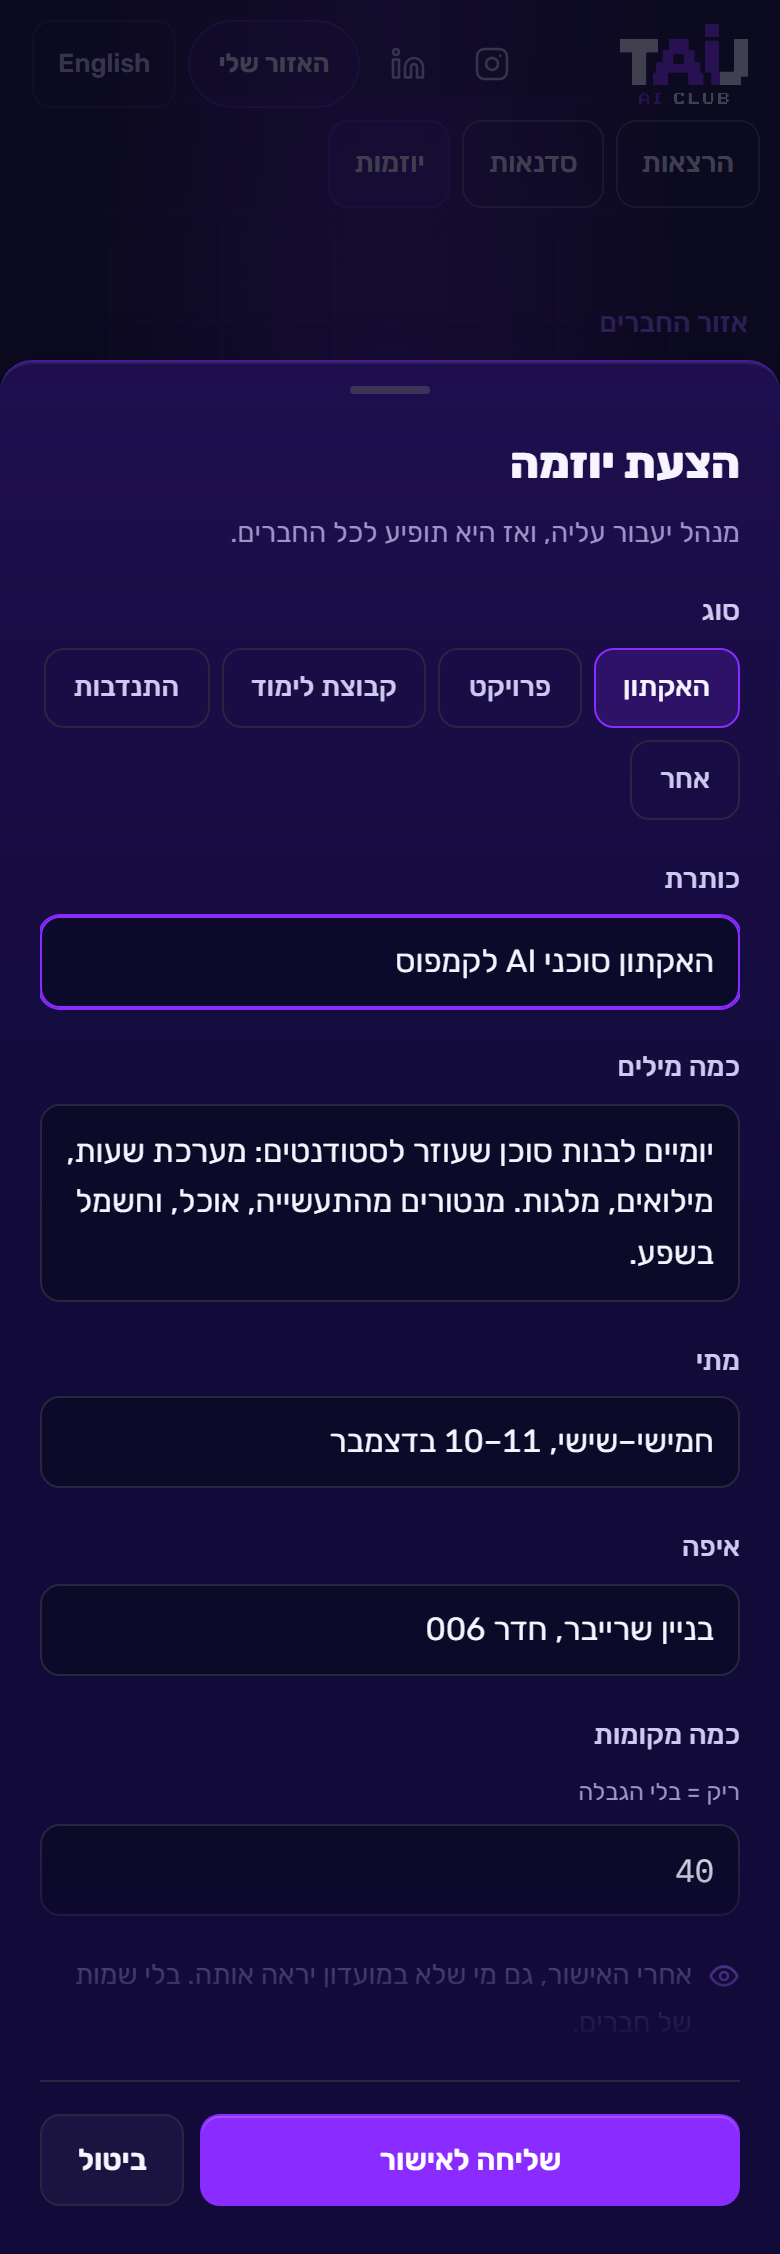 TAiU
AI CLUB
האזור שלי
English
הרצאות
סדנאות
יוזמות
אזור החברים
הצעת יוזמה
מנהל יעבור עליה, ואז היא תופיע לכל החברים.
סוג
האקתון
פרויקט
קבוצת לימוד
התנדבות
אחר
כותרת
האקתון סוכני AI לקמפוס
כמה מילים
יומיים לבנות סוכן שעוזר לסטודנטים: מערכת שעות,
מילואים, מלגות. מנטורים מהתעשייה, אוכל, וחשמל
בשפע.
מתי
חמישי–שישי, 10–11 בדצמבר
איפה
בניין שרייבר, חדר 006
כמה מקומות
ריק = בלי הגבלה
40
אחרי האישור, גם מי שלא במועדון יראה אותה. בלי שמות
של חברים.
שליחה לאישור
ביטול